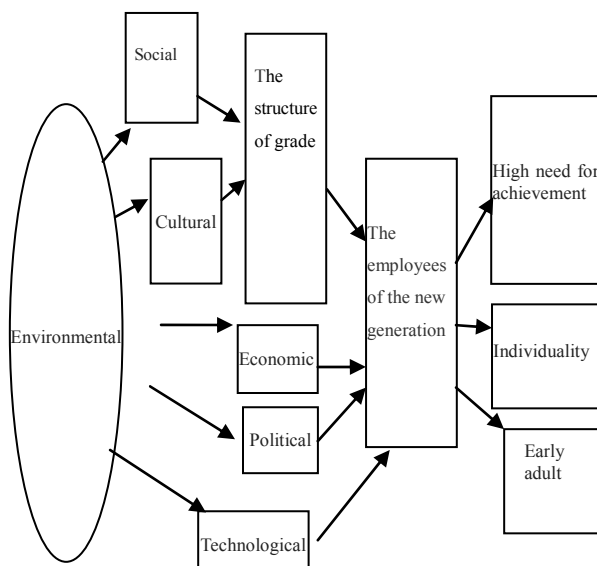 Social
The
structure
of grade
Cultural
High need for
achievement
The
employees
of the new
generation
Environmental
Economic
Individuality
Political
Early
adult
Technological